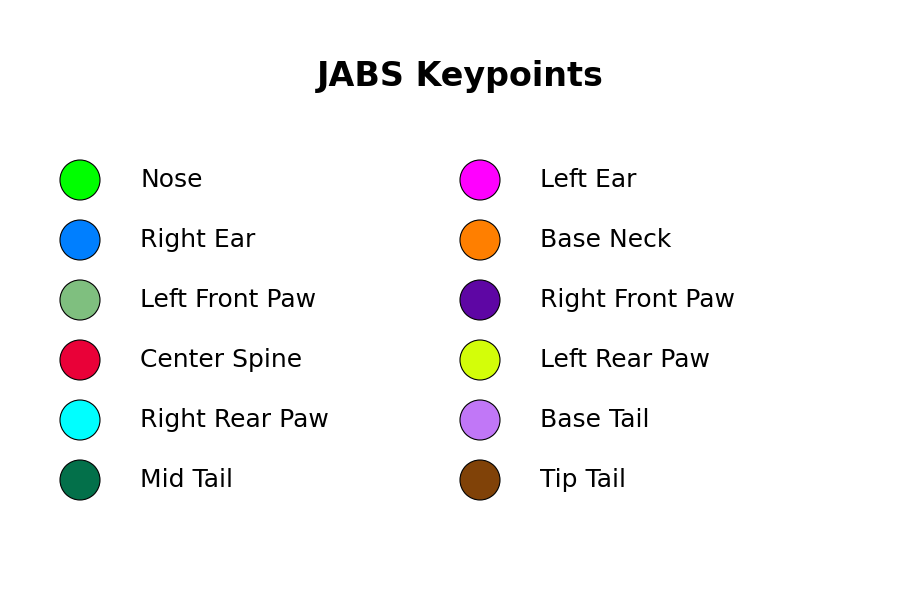 JABS Keypoints
Nose
Left Ear
Right Ear
Base Neck
Left Front Paw
Right Front Paw
Center Spine
Left Rear Paw
Right Rear Paw
Base Tail
Mid Tail
Tip Tail